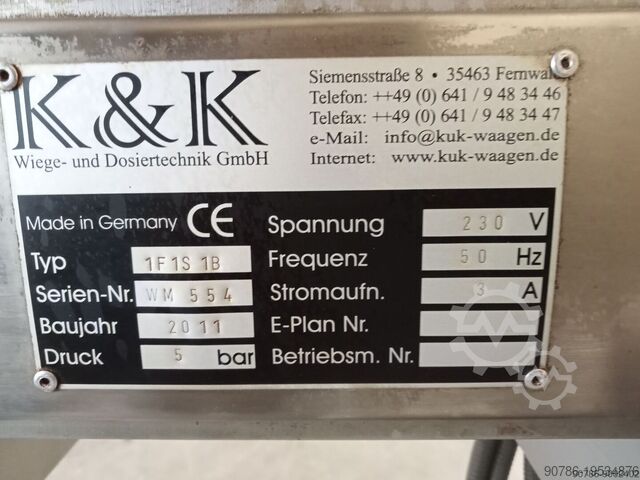 K&K
Wiege- und Dosiertechnik GmbH
Siemensstraße 8 • 35463 Fernwald
Telefon: ++49 (0) 641 / 9 48 34 46
Telefax: ++49 (0) 641 / 9 48 34 47
e-Mail: info@kuk-waagen.de
Internet: www.kuk-waagen.de
Made in Germany CE
Typ 1F1S 1B
Serien-Nr. WM 554
Baujahr 2011
Druck 5 bar
Spannung 230 V
Frequenz 50 Hz
Stromaufn. 3 A
E-Plan Nr.
Betriebsm. Nr.
90786-19534876